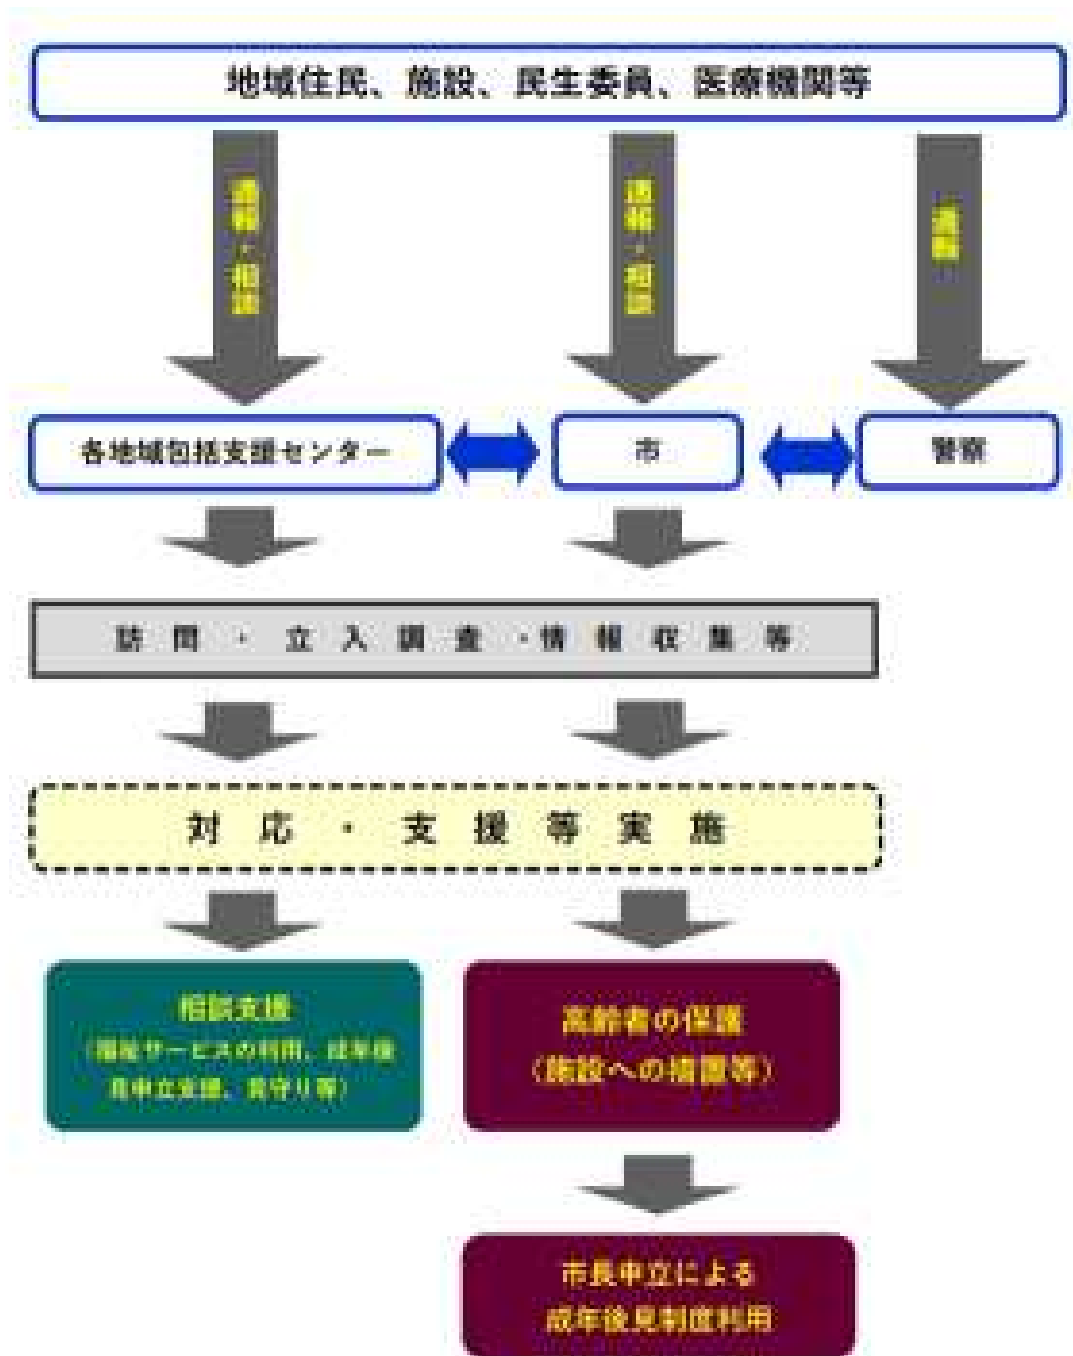 地域住民、施設、民生委員、医療機関等
通報・相談
通報・相談
通報
各地域包括支援センター
市
警察
訪問・立入調査・情報収集等
対応・支援等実施
相談支援
（福祉サービスの利用、成年後
見申立支援、見守り等）
高齢者の保護
（施設への措置等）
市長申立による
成年後見制度利用